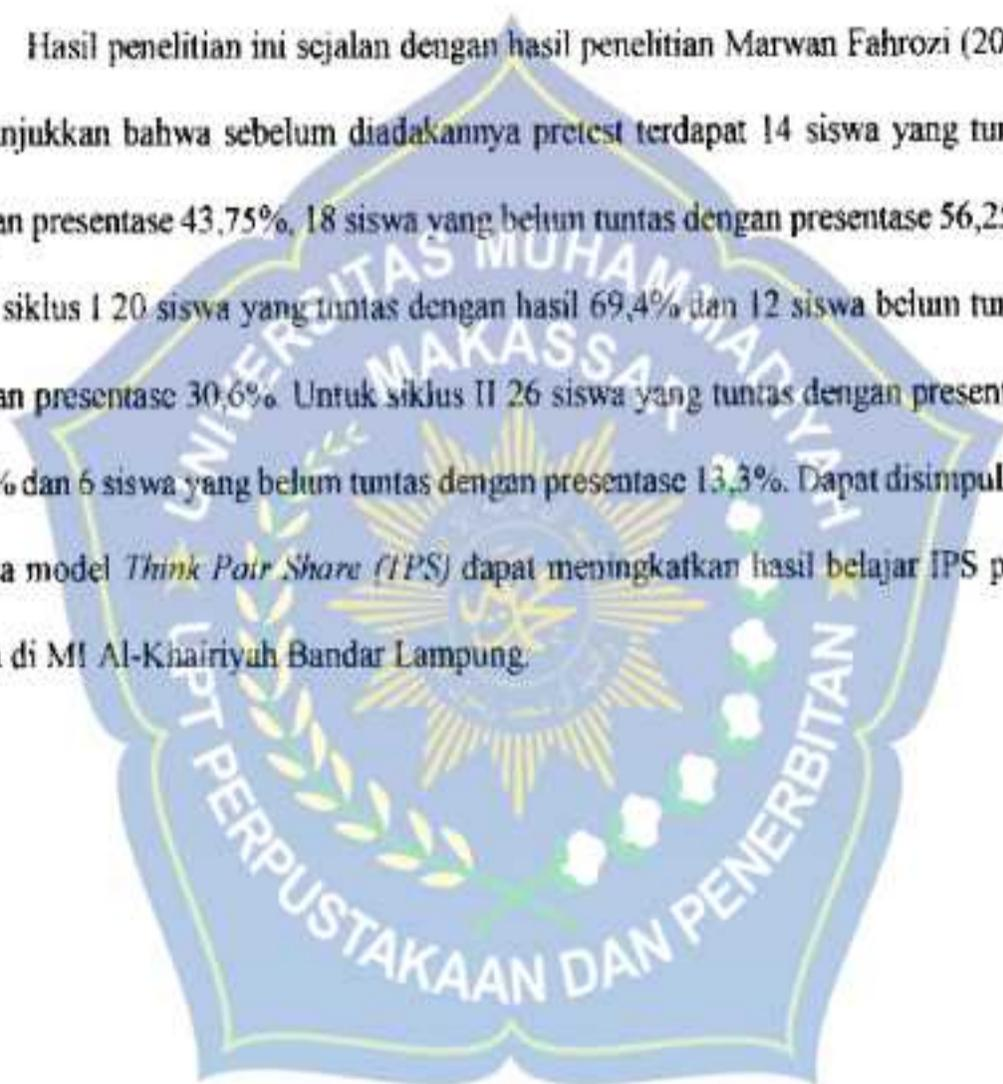 Hasil penelitian ini sejalan dengan hasil penelitian Marwan Fahrozi (20
njukkan bahwa sebelum diadakannya pretest terdapat 14 siswa yang tun
an presentase 43,75%, 18 siswa yang belum tuntas dengan presentase 56,2
siklus I 20 siswa yang tuntas dengan hasil 69,4% dan 12 siswa belum tun
an presentase 30,6%. Untuk siklus II 26 siswa yang tuntas dengan presen
% dan 6 siswa yang belum tuntas dengan presentase 13,3%. Dapat disimpul
a model Think Pair Share (TPS) dapat meningkatkan hasil belajar IPS p
di MI Al-Khairiyah Bandar Lampung.
UNIVERSITAS MUHAMMADIYAH
MAKASSAR
UPT PERPUSTAKAAN DAN PENERBITAN